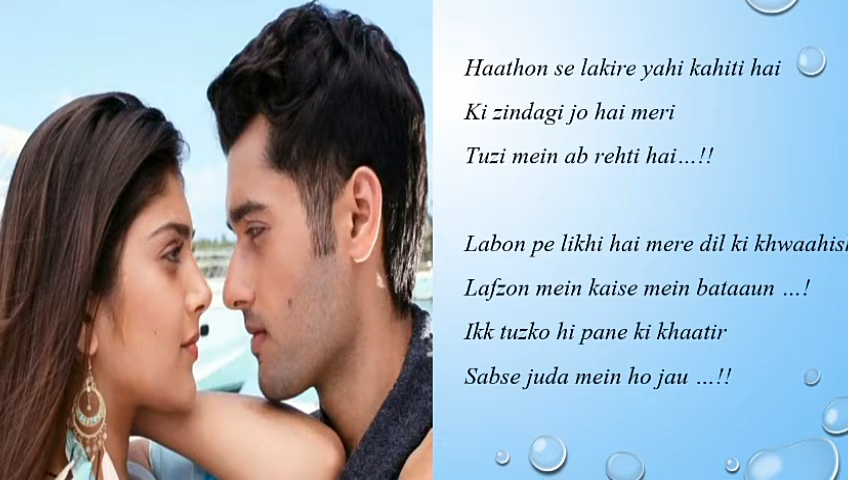 Haathon se lakire yahi kahiti hai
Ki zindagi jo hai meri
Tuzi mein ab rehti hai…!!
Labon pe likhi hai mere dil ki khwaahish
Lafzon mein kaise mein bataaun …!
Ikk tuzko hi pane ki khaatir
Sabse juda mein ho jau …!!